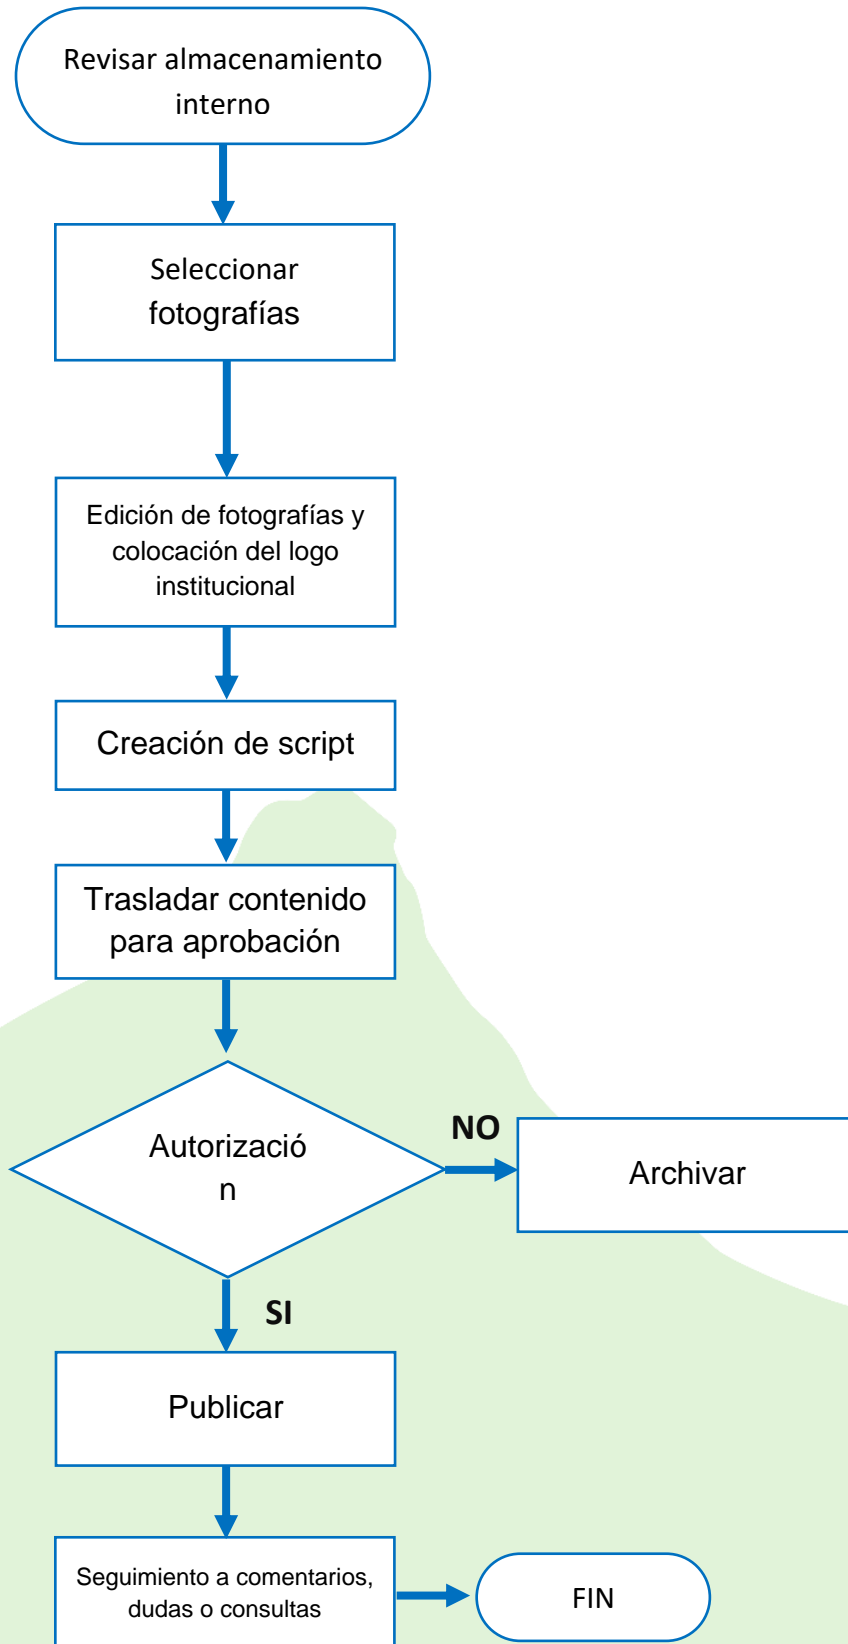 Revisar almacenamiento
interno
Seleccionar
fotografías
Edición de fotografías y
colocación del logo
institucional
Creación de script
Trasladar contenido
para aprobación
Autorizació
n
NO
Archivar
SI
Publicar
Seguimiento a comentarios,
dudas o consultas
FIN